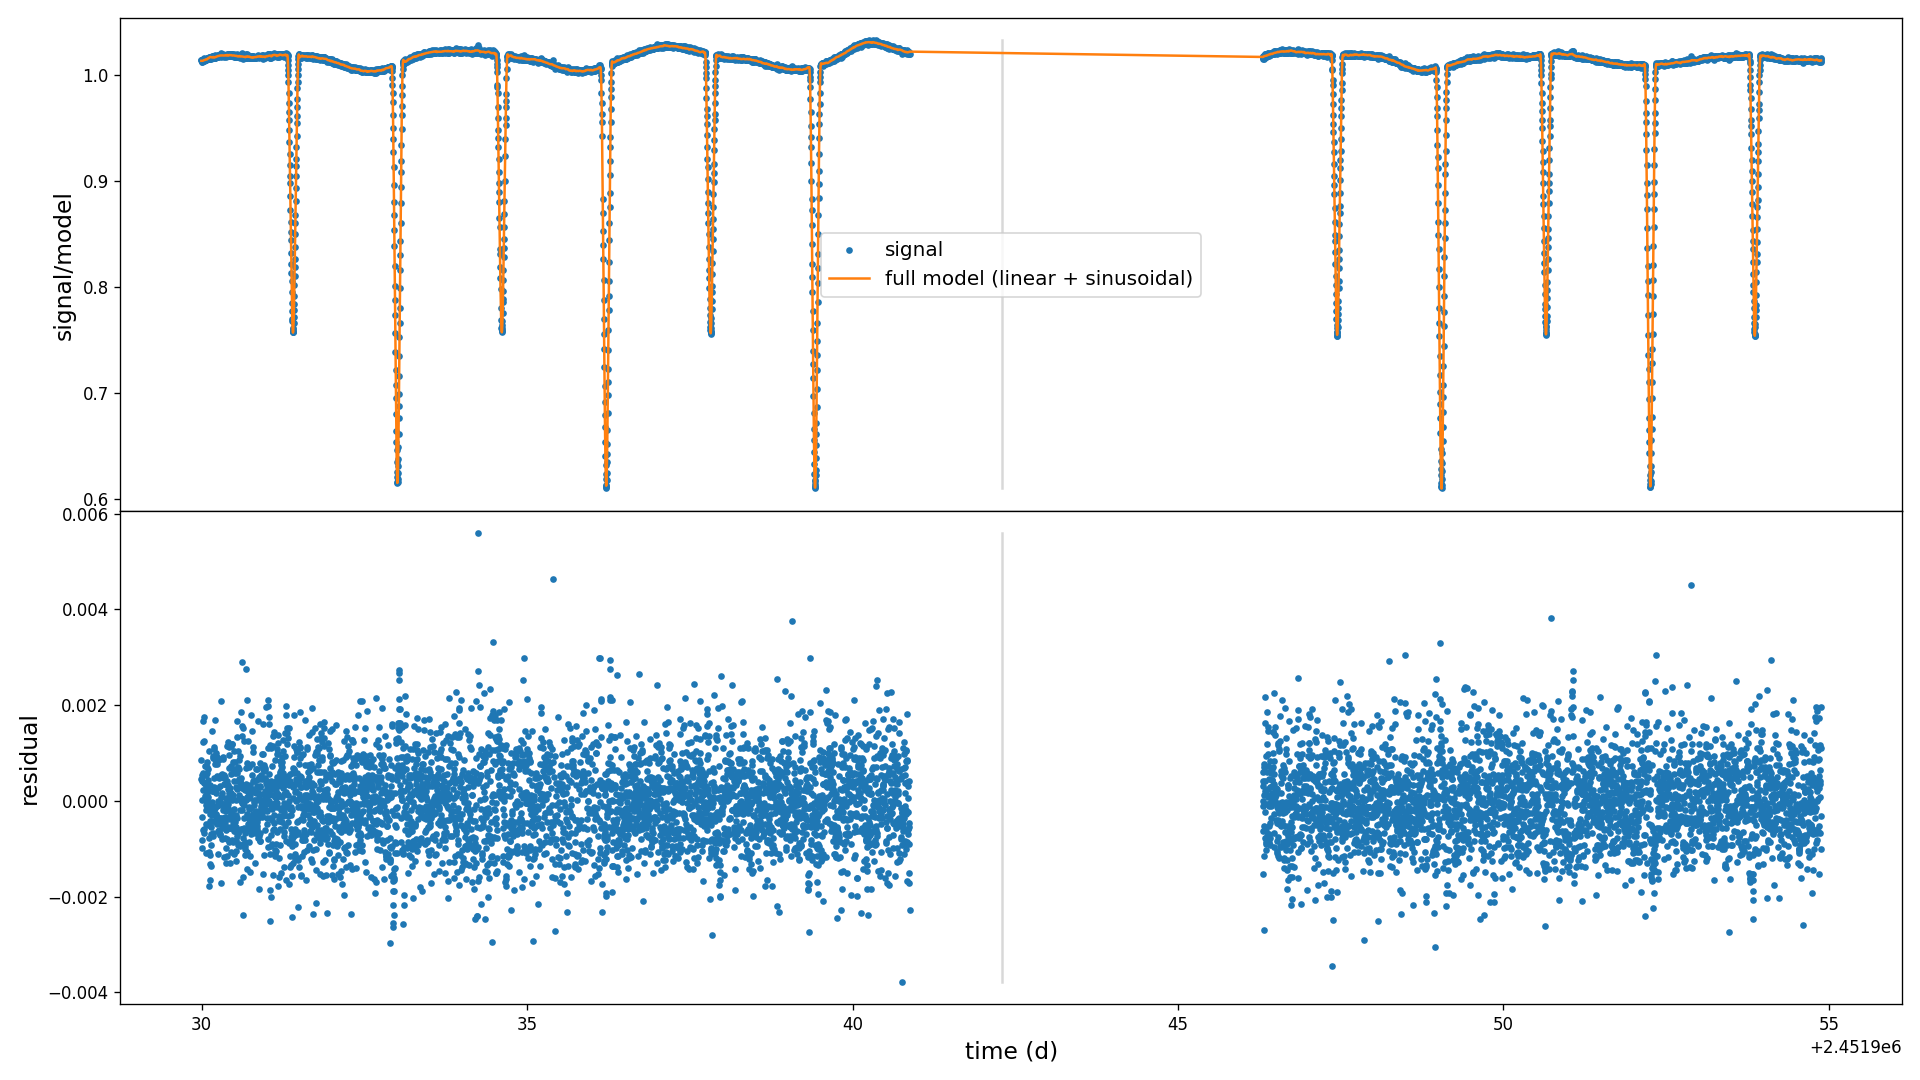 signal/model
1.0
0.9
0.8
0.7
0.6
signal
full model (linear + sinusoidal)
residual
0.006
0.004
0.002
0.000
−0.002
−0.004
30
35
40
45
50
55
time (d)
+2.4519e6